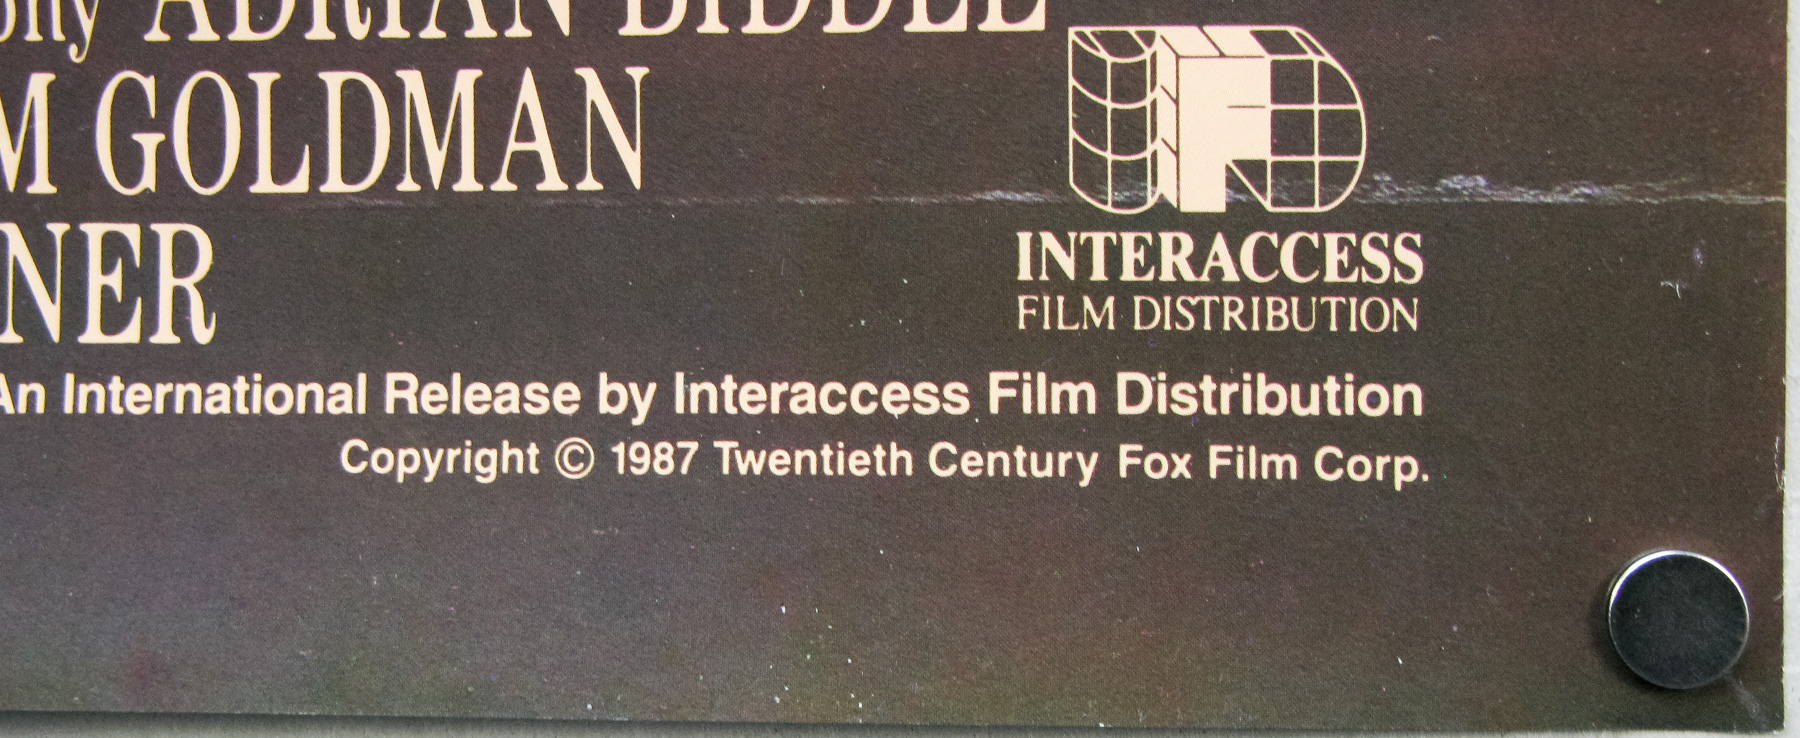 ADRIAN BIDDLE
M GOLDMAN
NER
IFD
INTERACCESS
FILM DISTRIBUTION
An International Release by Interaccess Film Distribution
Copyright © 1987 Twentieth Century Fox Film Corp.